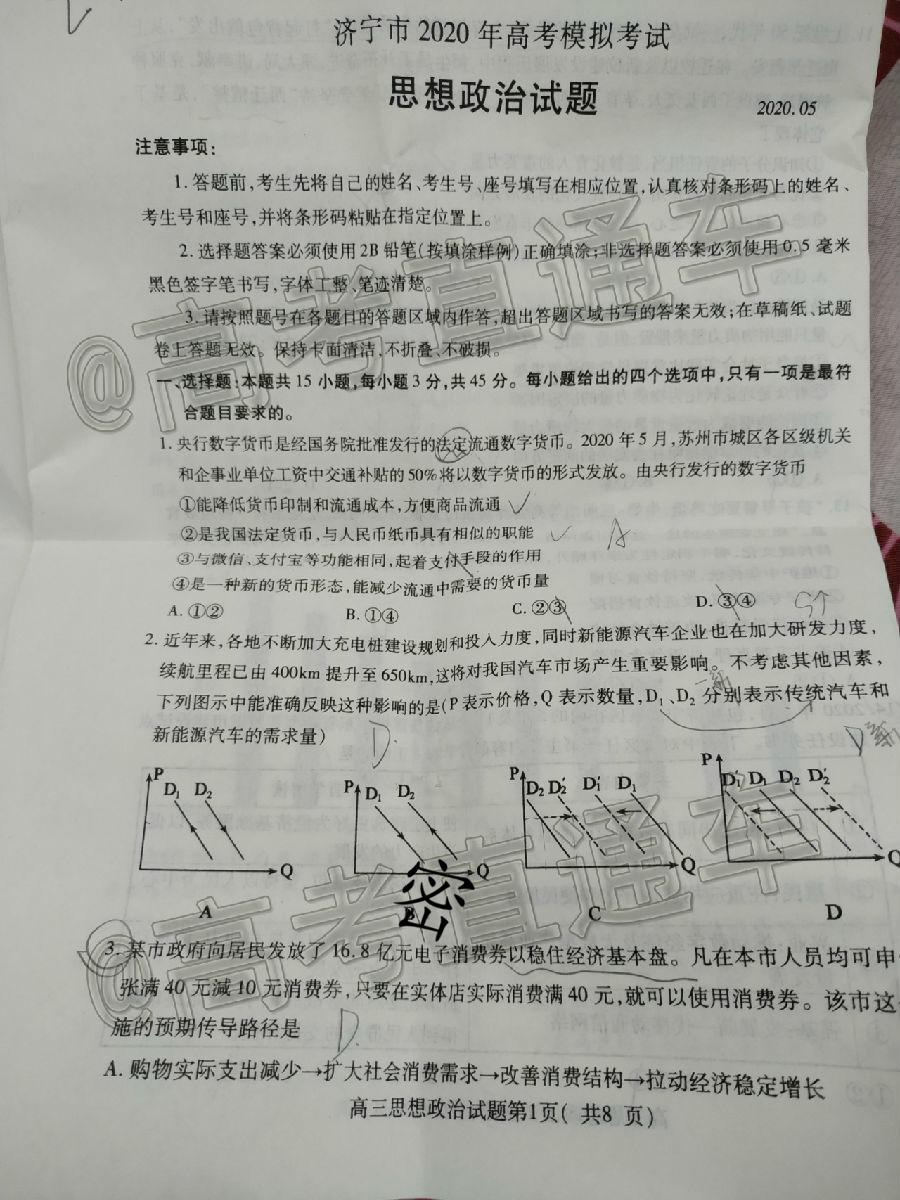 济宁市2020年高考模拟考试
思想政治试题
2020.05
注意事项：
1.答题前,考生先将自己的姓名、考生号、座号填写在相应位置,认真核对条形码上的姓名、
考生号和座号,并将条形码粘贴在指定位置上。
2.选择题答案必须使用2B铅笔(按填涂样例)正确填涂;非选择题答案必须使用0.5毫米
黑色签字笔书写,字体工整、笔迹清楚。
3.请按照题号在各题目的答题区域内作答,超出答题区域书写的答案无效;在草稿纸、试题
卷上答题无效。保持卡面清洁,不折叠、不破损。
一、选择题:本题共15小题,每小题3分,共45分。每小题给出的四个选项中,只有一项是最符
合题目要求的。
1.央行数字货币是经国务院批准发行的法定流通数字货币。2020年5月,苏州市城区各区级机关
和企事业单位工资中交通补贴的50%将以数字货币的形式发放。由央行发行的数字货币
①能降低货币印制和流通成本,方便商品流通
②是我国法定货币,与人民币纸币具有相似的职能
A
③与微信、支付宝等功能相同,起着支付手段的作用
④是一种新的货币形态,能减少流通中需要的货币量
A.①② B.①④ C.②③ D.③④
2.近年来,各地不断加大充电桩建设规划和投入力度,同时新能源汽车企业也在加大研发力度,
续航里程已由400km提升至650km,这将对我国汽车市场产生重要影响。不考虑其他因素,
下列图示中能准确反映这种影响的是(P表示价格,Q表示数量,D₁、D₂分别表示传统汽车和
新能源汽车的需求量)
D.
P D₁ D₂ Q
P D₁ D₂ Q
P D₂ D₂′ D₁′ D₁ Q
P D₁′ D₁ D₂ D₂′ Q
A B C D
密
3.某市政府向居民发放了16.8亿元电子消费券以稳住经济基本盘。凡在本市人员均可申
张满40元减10元消费券,只要在实体店实际消费满40元,就可以使用消费券。该市这
施的预期传导路径是
D.
A.购物实际支出减少→扩大社会消费需求→改善消费结构→拉动经济稳定增长
高三思想政治试题第1页(共8页)
@高考直通车
@高考直通车